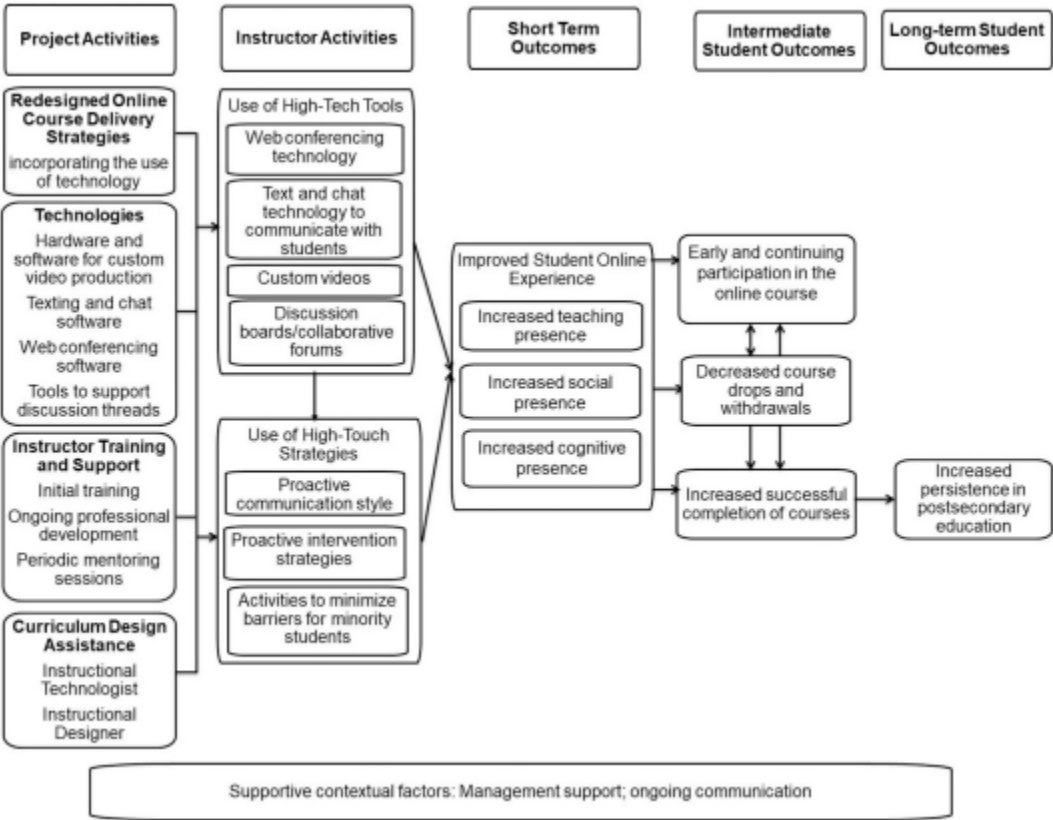 Project Activities
Instructor Activities
Short Term
Outcomes
Intermediate
Student Outcomes
Long-term Student
Outcomes
Redesigned Online
Course Delivery
Strategies
incorporating the use
of technology
Technologies
Hardware and
software for custom
video production
Texting and chat
software
Web conferencing
software
Tools to support
discussion threads
Instructor Training
and Support
Initial training
Ongoing professional
development
Periodic mentoring
sessions
Curriculum Design
Assistance
Instructional
Technologist
Instructional
Designer
Use of High-Tech Tools
Web conferencing
technology
Text and chat
technology to
communicate with
students
Custom videos
Discussion
boards/collaborative
forums
Use of High-Touch
Strategies
Proactive
communication style
Proactive intervention
strategies
Activities to minimize
barriers for minority
students
Improved Student Online
Experience
Increased teaching
presence
Increased social
presence
Increased cognitive
presence
Early and continuing
participation in the
online course
Decreased course
drops and
withdrawals
Increased successful
completion of courses
Increased
persistence in
postsecondary
education
Supportive contextual factors: Management support; ongoing communication